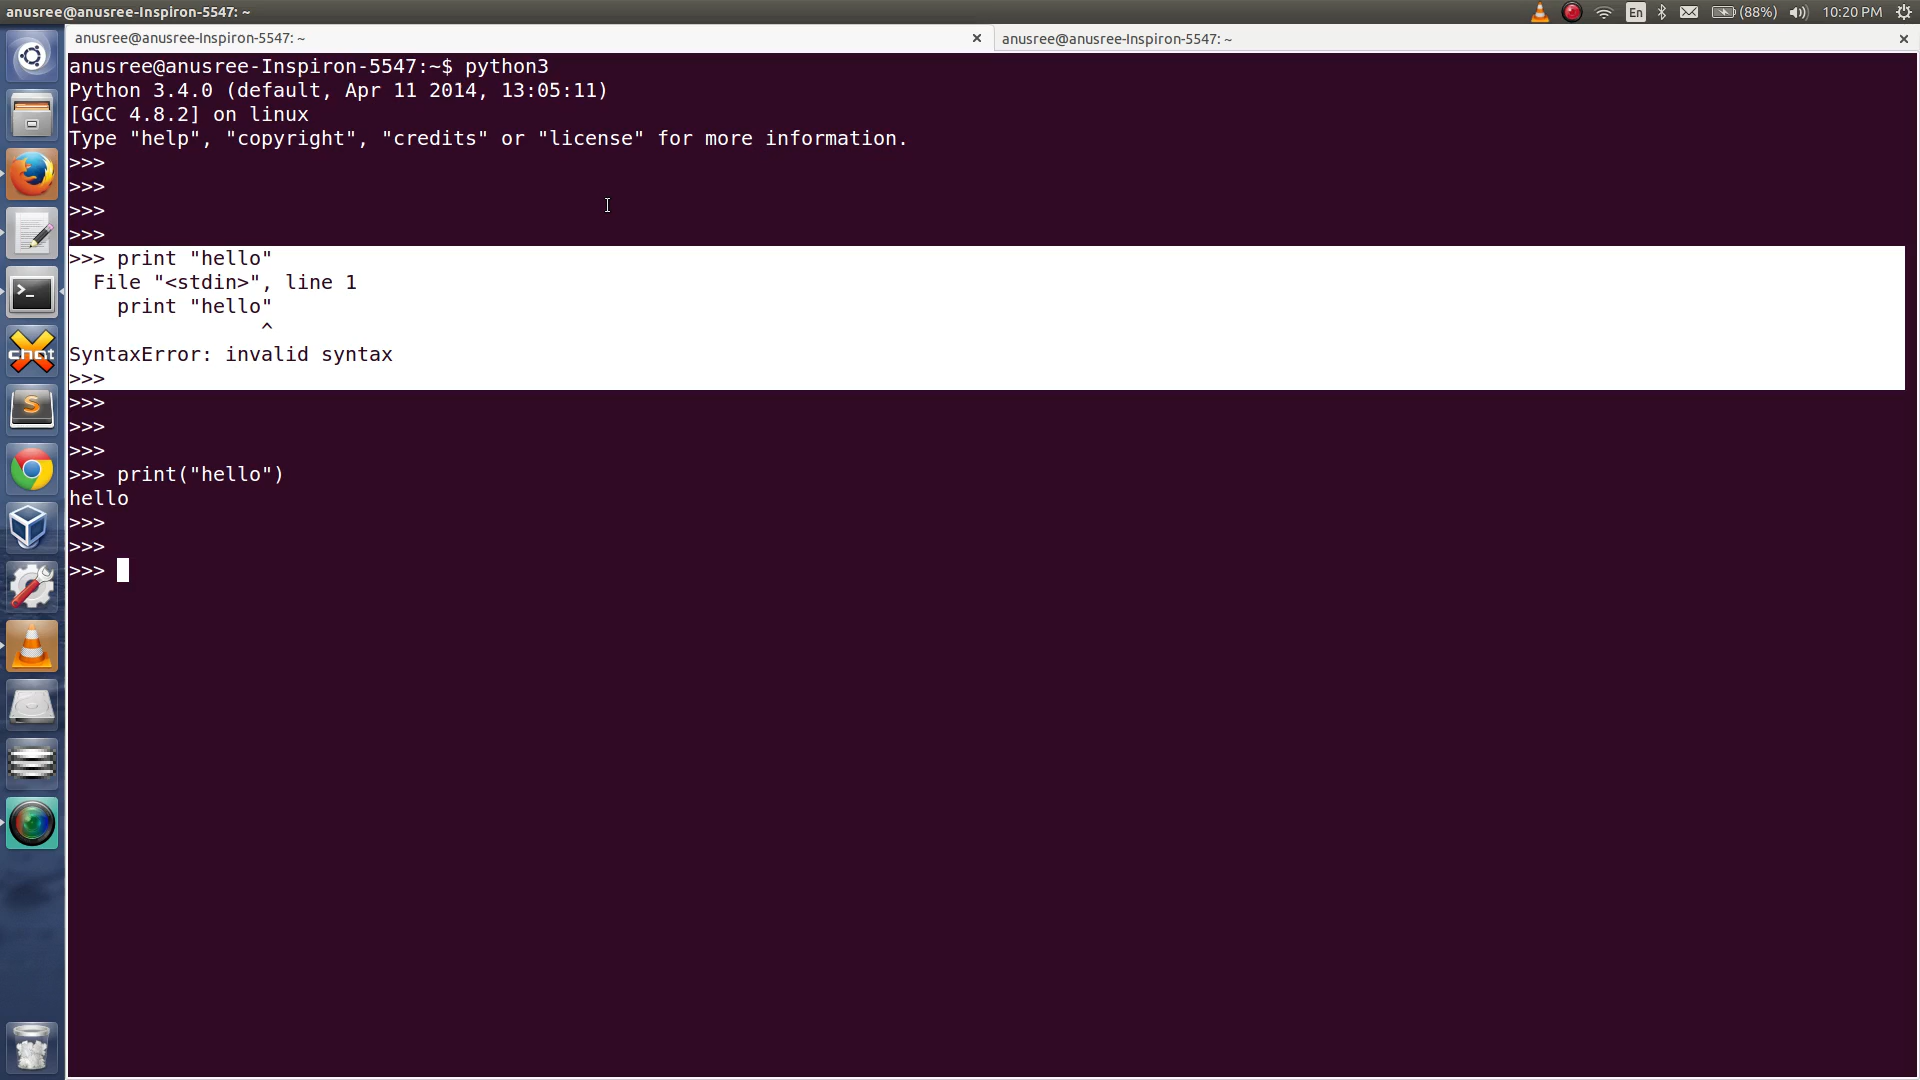 anusree@anusree-Inspiron-5547: ~
En
(88%)
10:20 PM
anusree@anusree-Inspiron-5547: ~
anusree@anusree-Inspiron-5547: ~
anusree@anusree-Inspiron-5547:~$ python3
Python 3.4.0 (default, Apr 11 2014, 13:05:11)
[GCC 4.8.2] on linux
Type "help", "copyright", "credits" or "license" for more information.
>>>
>>>
>>>
>>>
>>> print "hello"
  File "<stdin>", line 1
    print "hello"
                ^
SyntaxError: invalid syntax
>>>
>>>
>>>
>>>
>>> print("hello")
hello
>>>
>>>
>>>
chat
S